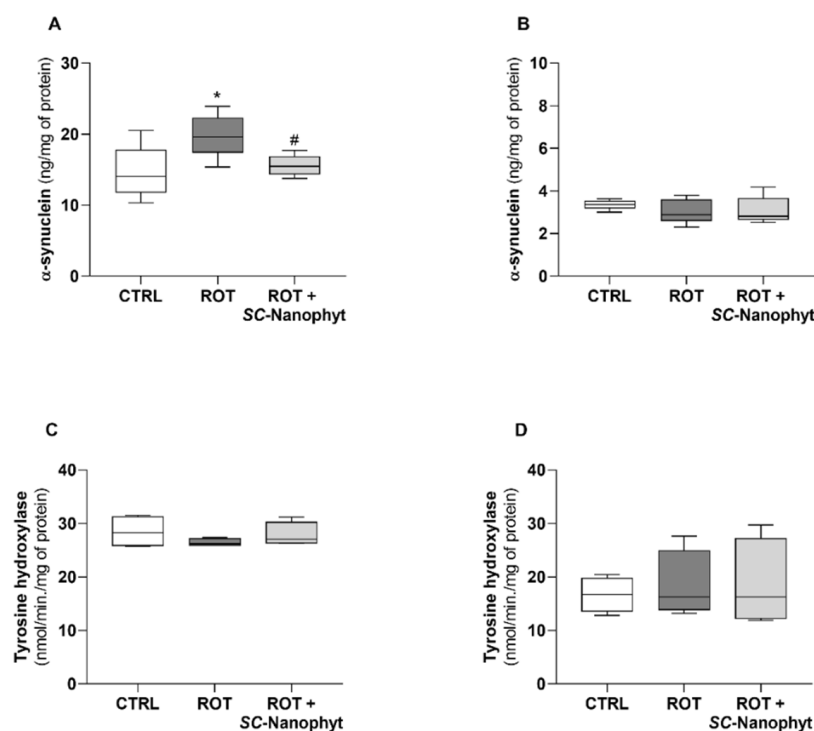 A
α-synuclein (ng/mg of protein)
30
20
10
0
*
#
CTRL
ROT
ROT +
SC-Nanophyt
B
α-synuclein (ng/mg of protein)
10
8
6
4
2
0
CTRL
ROT
ROT +
SC-Nanophyt
C
Tyrosine hydroxylase
(nmol/min./mg of protein)
40
30
20
10
0
CTRL
ROT
ROT +
SC-Nanophyt
D
Tyrosine hydroxylase
(nmol/min./mg of protein)
40
30
20
10
0
CTRL
ROT
ROT +
SC-Nanophyt